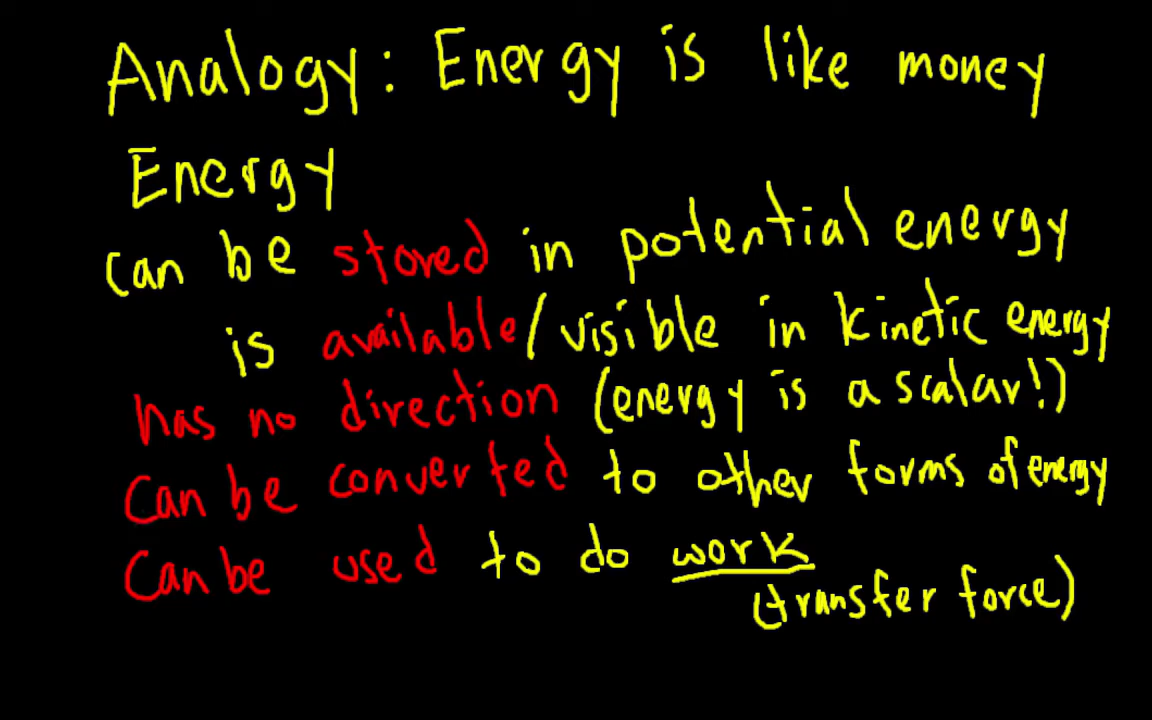 Analogy: Energy is like money
Energy
can be stored in potential energy
is available/visible in kinetic energy
has no direction (energy is a scalar!)
Can be converted to other forms of energy
Can be used to do work
(transfer force)